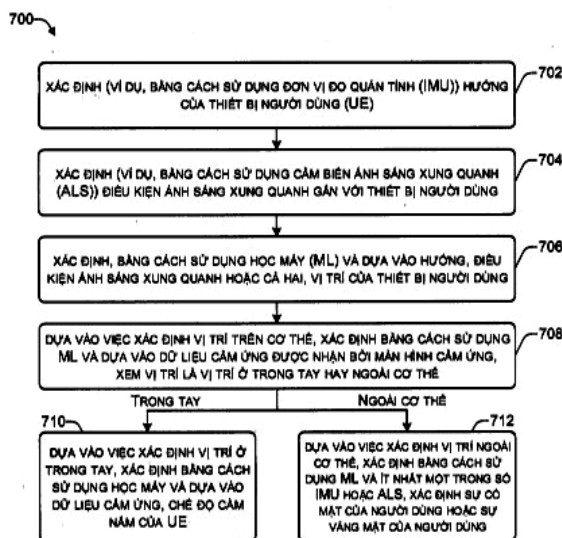 700
702
XÁC ĐỊNH (VÍ DỤ, BẰNG CÁCH SỬ DỤNG ĐƠN VỊ ĐO QUÁN TÍNH (IMU)) HƯỚNG
CỦA THIẾT BỊ NGƯỜI DÙNG (UE)
704
XÁC ĐỊNH (VÍ DỤ, BẰNG CÁCH SỬ DỤNG CẢM BIẾN ÁNH SÁNG XUNG QUANH
(ALS)) ĐIỀU KIỆN ÁNH SÁNG XUNG QUANH GẦN VỚI THIẾT BỊ NGƯỜI DÙNG
706
XÁC ĐỊNH, BẰNG CÁCH SỬ DỤNG HỌC MÁY (ML) VÀ DỰA VÀO HƯỚNG, ĐIỀU
KIỆN ÁNH SÁNG XUNG QUANH HOẶC CẢ HAI, VỊ TRÍ CỦA THIẾT BỊ NGƯỜI DÙNG
708
DỰA VÀO VIỆC XÁC ĐỊNH VỊ TRÍ TRÊN CƠ THỂ, XÁC ĐỊNH BẰNG CÁCH SỬ DỤNG
ML VÀ DỰA VÀO DỮ LIỆU CẢM ỨNG ĐƯỢC NHẬN BỞI MÀN HÌNH CẢM ỨNG,
XEM VỊ TRÍ LÀ VỊ TRÍ Ở TRONG TAY HAY NGOÀI CƠ THỂ
TRONG TAY
NGOÀI CƠ THỂ
710
DỰA VÀO VIỆC XÁC ĐỊNH VỊ TRÍ Ở
TRONG TAY, XÁC ĐỊNH BẰNG CÁCH
SỬ DỤNG HỌC MÁY VÀ DỰA VÀO
DỮ LIỆU CẢM ỨNG, CHẾ ĐỘ CẦM
NẮM CỦA UE
712
DỰA VÀO VIỆC XÁC ĐỊNH VỊ TRÍ NGOÀI
CƠ THỂ, XÁC ĐỊNH BẰNG CÁCH SỬ
DỤNG ML VÀ ÍT NHẤT MỘT TRONG SỐ
IMU HOẶC ALS, XÁC ĐỊNH SỰ CÓ
MẶT CỦA NGƯỜI DÙNG HOẶC SỰ
VẮNG MẶT CỦA NGƯỜI DÙNG